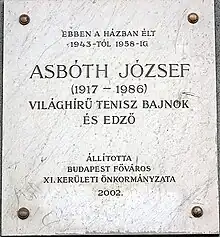 EBBEN A HÁZBAN ÉLT
1943-TÓL 1958-IG
ASBÓTH JÓZSEF
(1917 – 1986)
VILÁGHÍRŰ TENISZ BAJNOK
ÉS EDZŐ
ÁLLÍTOTTA
BUDAPEST FŐVÁROS
XI. KERÜLETI ÖNKORMÁNYZATA
2002.